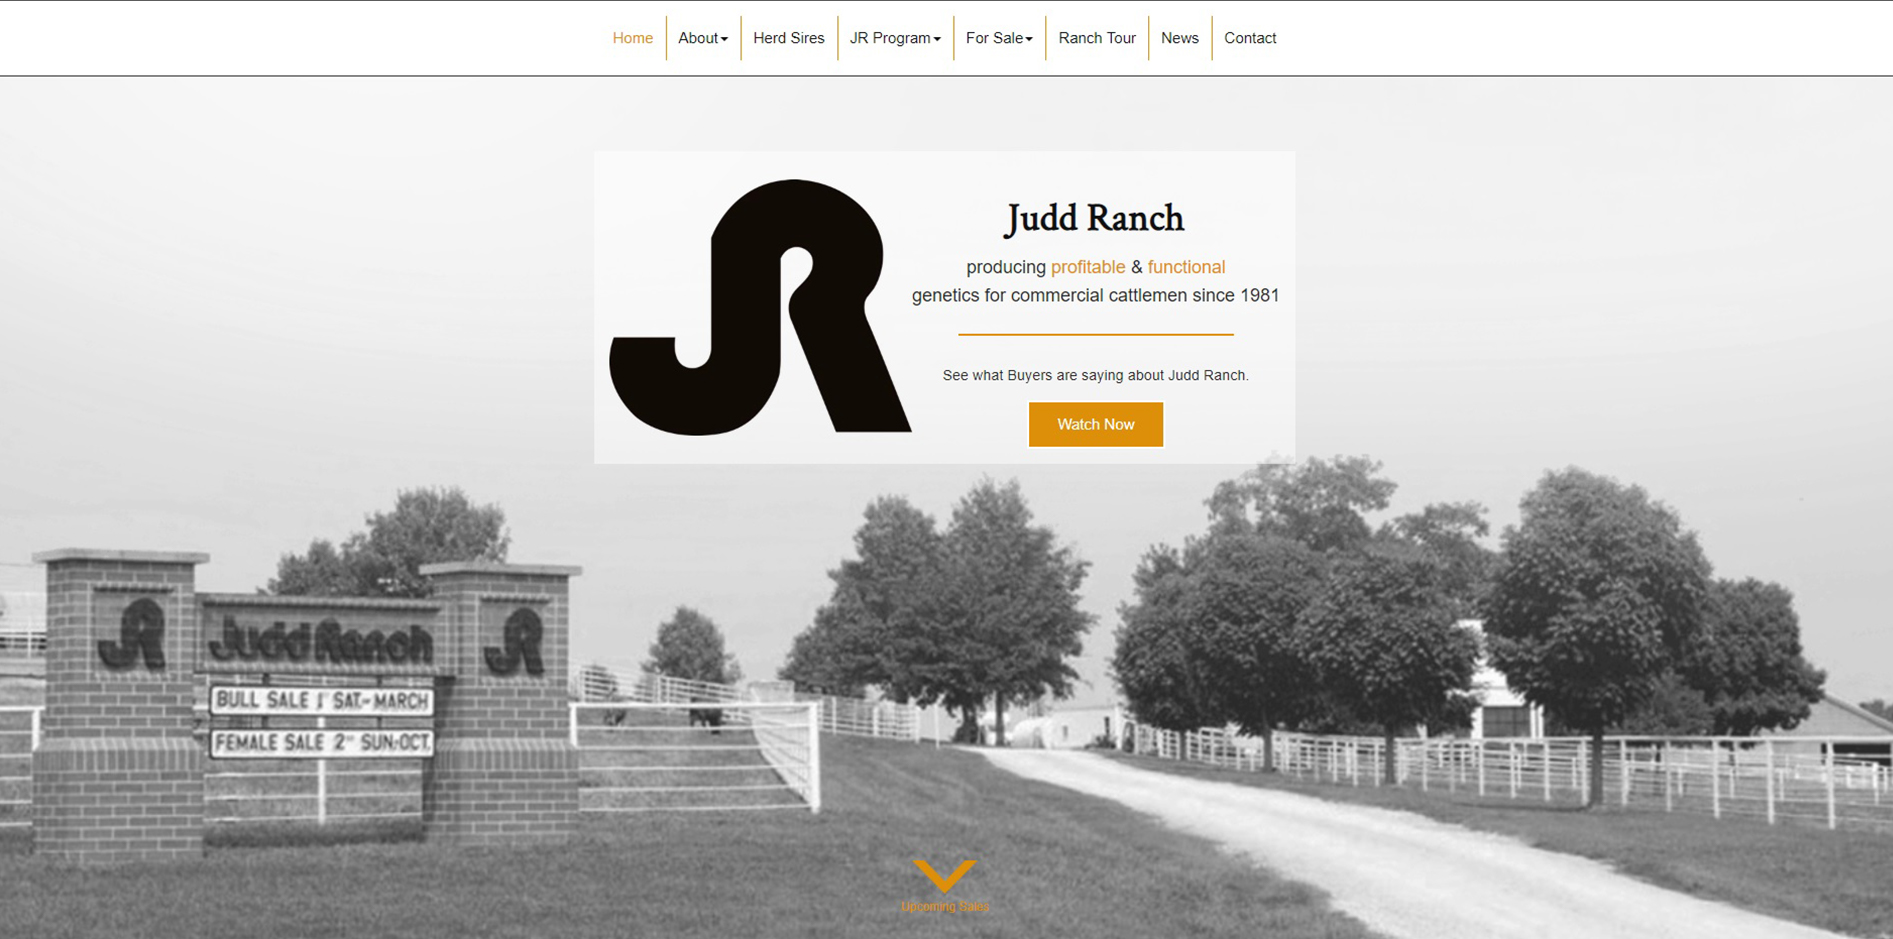 Home
About
Herd Sires
JR Program
For Sale
Ranch Tour
News
Contact
JR
Judd Ranch
producing profitable & functional
genetics for commercial cattlemen since 1981
See what Buyers are saying about Judd Ranch.
Watch Now
JR
Judd Ranch
JR
BULL SALE 1ST SAT.-MARCH
FEMALE SALE 2ND SUN.-OCT.
Upcoming Sales